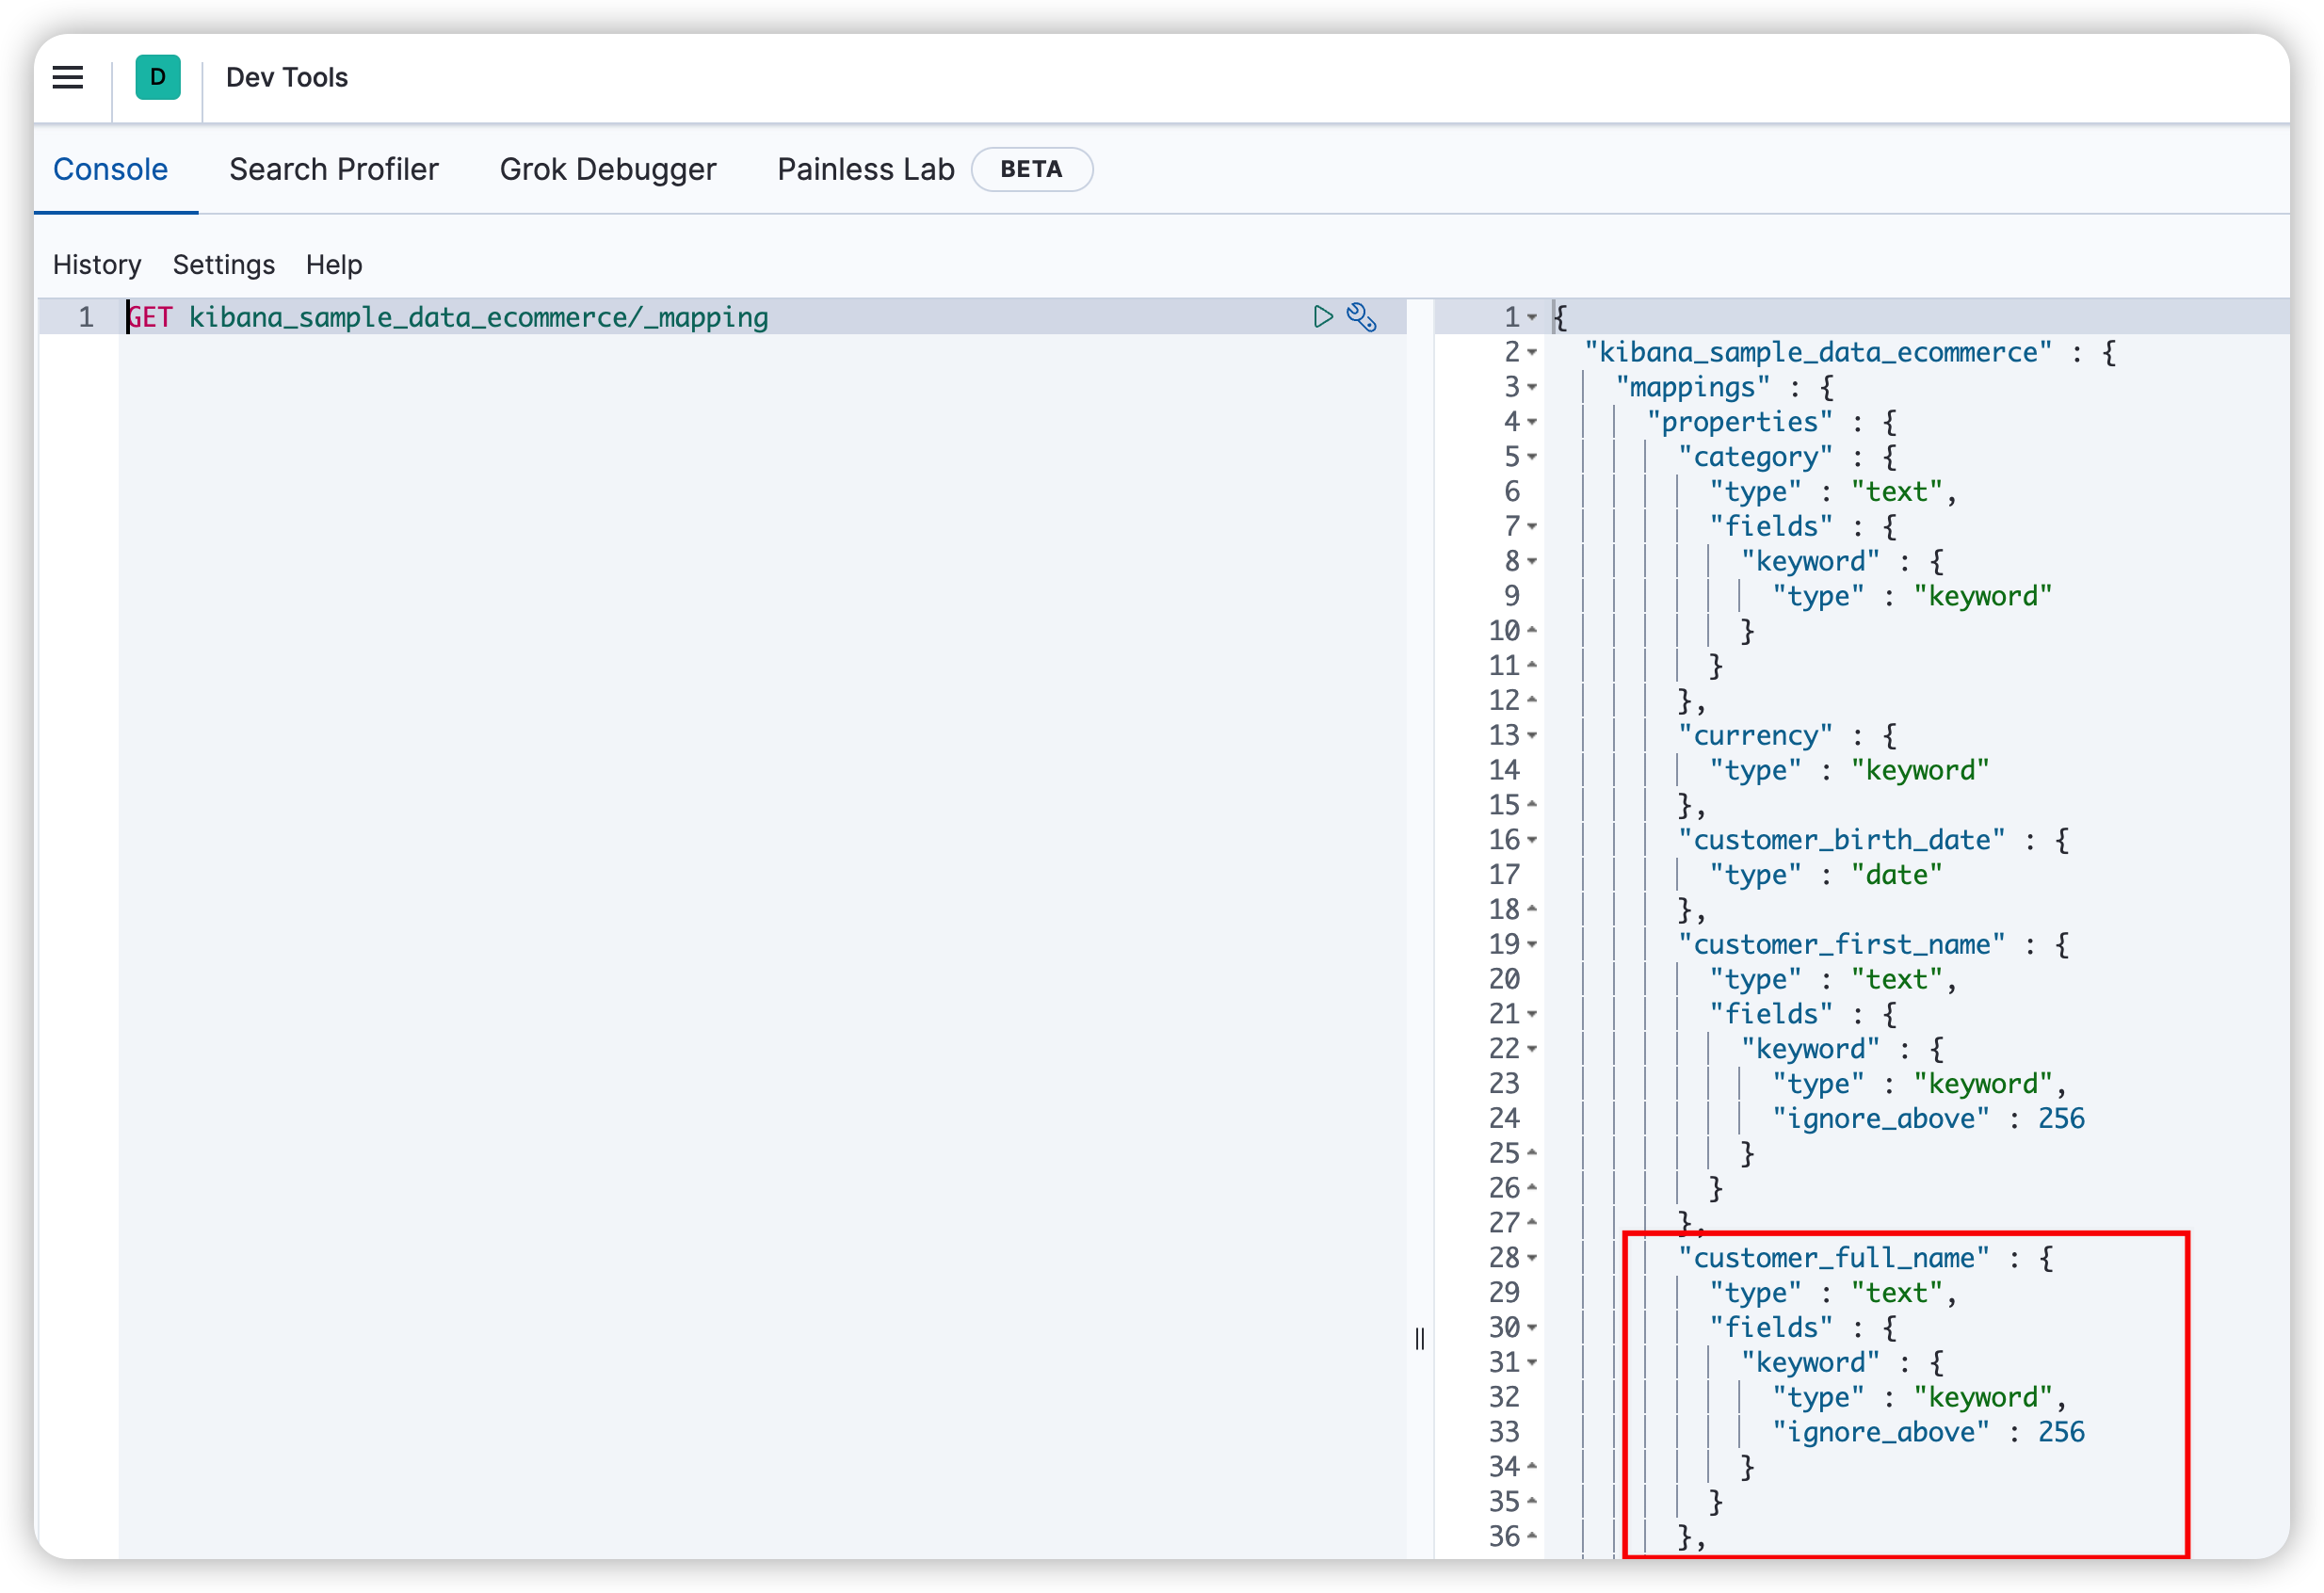 D
Dev Tools
Console Search Profiler Grok Debugger Painless Lab BETA
History Settings Help
1 GET kibana_sample_data_ecommerce/_mapping
1 {
2 "kibana_sample_data_ecommerce" : {
3 "mappings" : {
4 "properties" : {
5 "category" : {
6 "type" : "text",
7 "fields" : {
8 "keyword" : {
9 "type" : "keyword"
10 }
11 }
12 },
13 "currency" : {
14 "type" : "keyword"
15 },
16 "customer_birth_date" : {
17 "type" : "date"
18 },
19 "customer_first_name" : {
20 "type" : "text",
21 "fields" : {
22 "keyword" : {
23 "type" : "keyword",
24 "ignore_above" : 256
25 }
26 }
27 },
28 "customer_full_name" : {
29 "type" : "text",
30 "fields" : {
31 "keyword" : {
32 "type" : "keyword",
33 "ignore_above" : 256
34 }
35 }
36 },